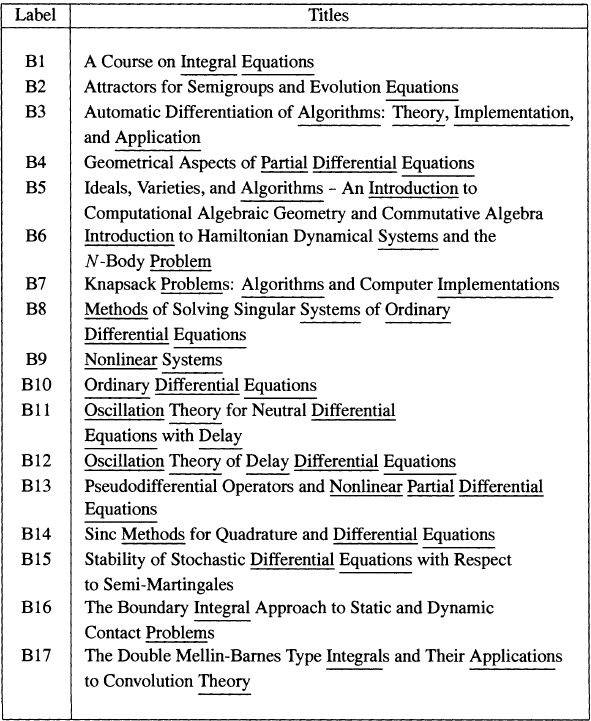 Label Titles
B1 A Course on Integral Equations
B2 Attractors for Semigroups and Evolution Equations
B3 Automatic Differentiation of Algorithms: Theory, Implementation,
and Application
B4 Geometrical Aspects of Partial Differential Equations
B5 Ideals, Varieties, and Algorithms – An Introduction to
Computational Algebraic Geometry and Commutative Algebra
B6 Introduction to Hamiltonian Dynamical Systems and the
N-Body Problem
B7 Knapsack Problems: Algorithms and Computer Implementations
B8 Methods of Solving Singular Systems of Ordinary
Differential Equations
B9 Nonlinear Systems
B10 Ordinary Differential Equations
B11 Oscillation Theory for Neutral Differential
Equations with Delay
B12 Oscillation Theory of Delay Differential Equations
B13 Pseudodifferential Operators and Nonlinear Partial Differential
Equations
B14 Sinc Methods for Quadrature and Differential Equations
B15 Stability of Stochastic Differential Equations with Respect
to Semi-Martingales
B16 The Boundary Integral Approach to Static and Dynamic
Contact Problems
B17 The Double Mellin-Barnes Type Integrals and Their Applications
to Convolution Theory